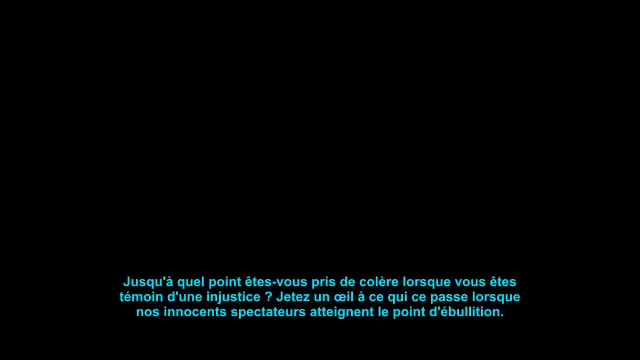 Jusqu'à quel point êtes-vous pris de colère lorsque vous êtes
témoin d'une injustice ? Jetez un œil à ce qui ce passe lorsque
nos innocents spectateurs atteignent le point d'ébullition.